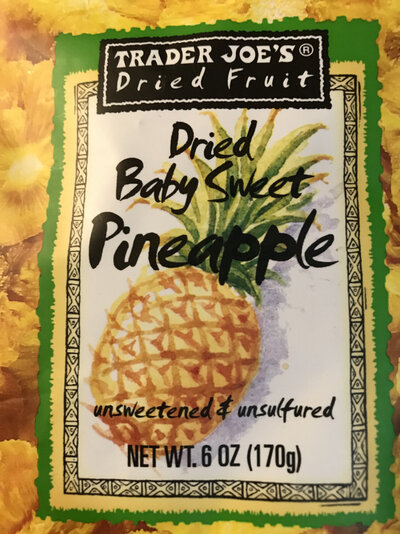 TRADER JOE'S®
Dried Fruit
Dried
Baby Sweet
Pineapple
unsweetened & unsulfured
NET WT. 6 OZ (170g)